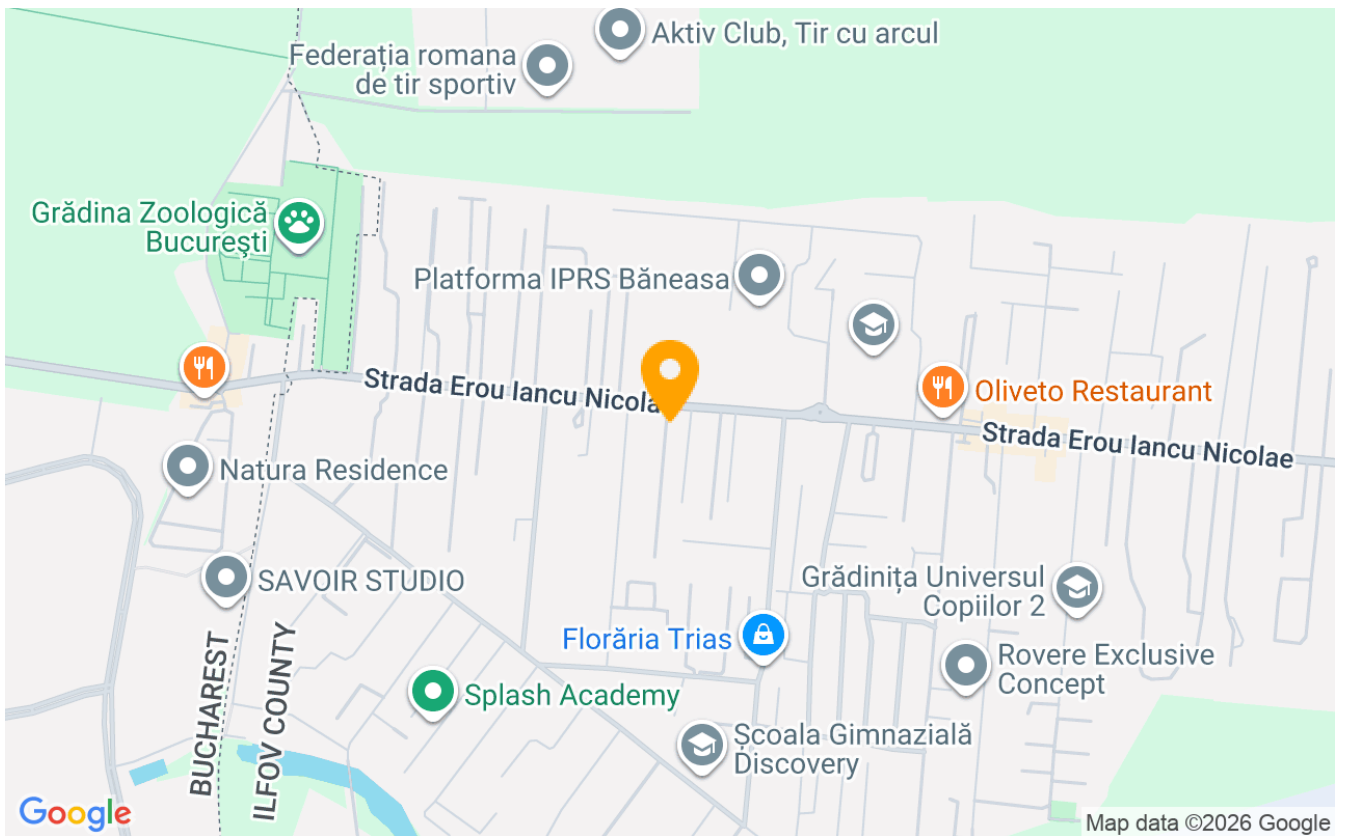 Aktiv Club, Tir cu arcul
Federația romana
de tir sportiv
Grădina Zoologică
București
Platforma IPRS Băneasa
Strada Erou Iancu Nicola
Oliveto Restaurant
Strada Erou Iancu Nicolae
Natura Residence
SAVOIR STUDIO
Grădinița Universul
Copiilor 2
Florăria Trias
BUCHAREST
ILFOV COUNTY
Rovere Exclusive
Concept
Splash Academy
Școala Gimnazială
Discovery
Google
Map data ©2026 Google